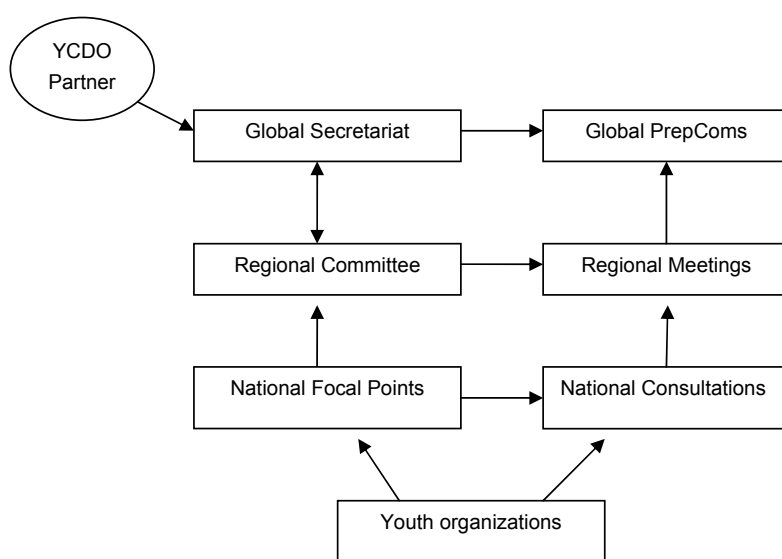 YCDO
Partner
Global Secretariat
Global PrepComs
Regional Committee
Regional Meetings
National Focal Points
National Consultations
Youth organizations